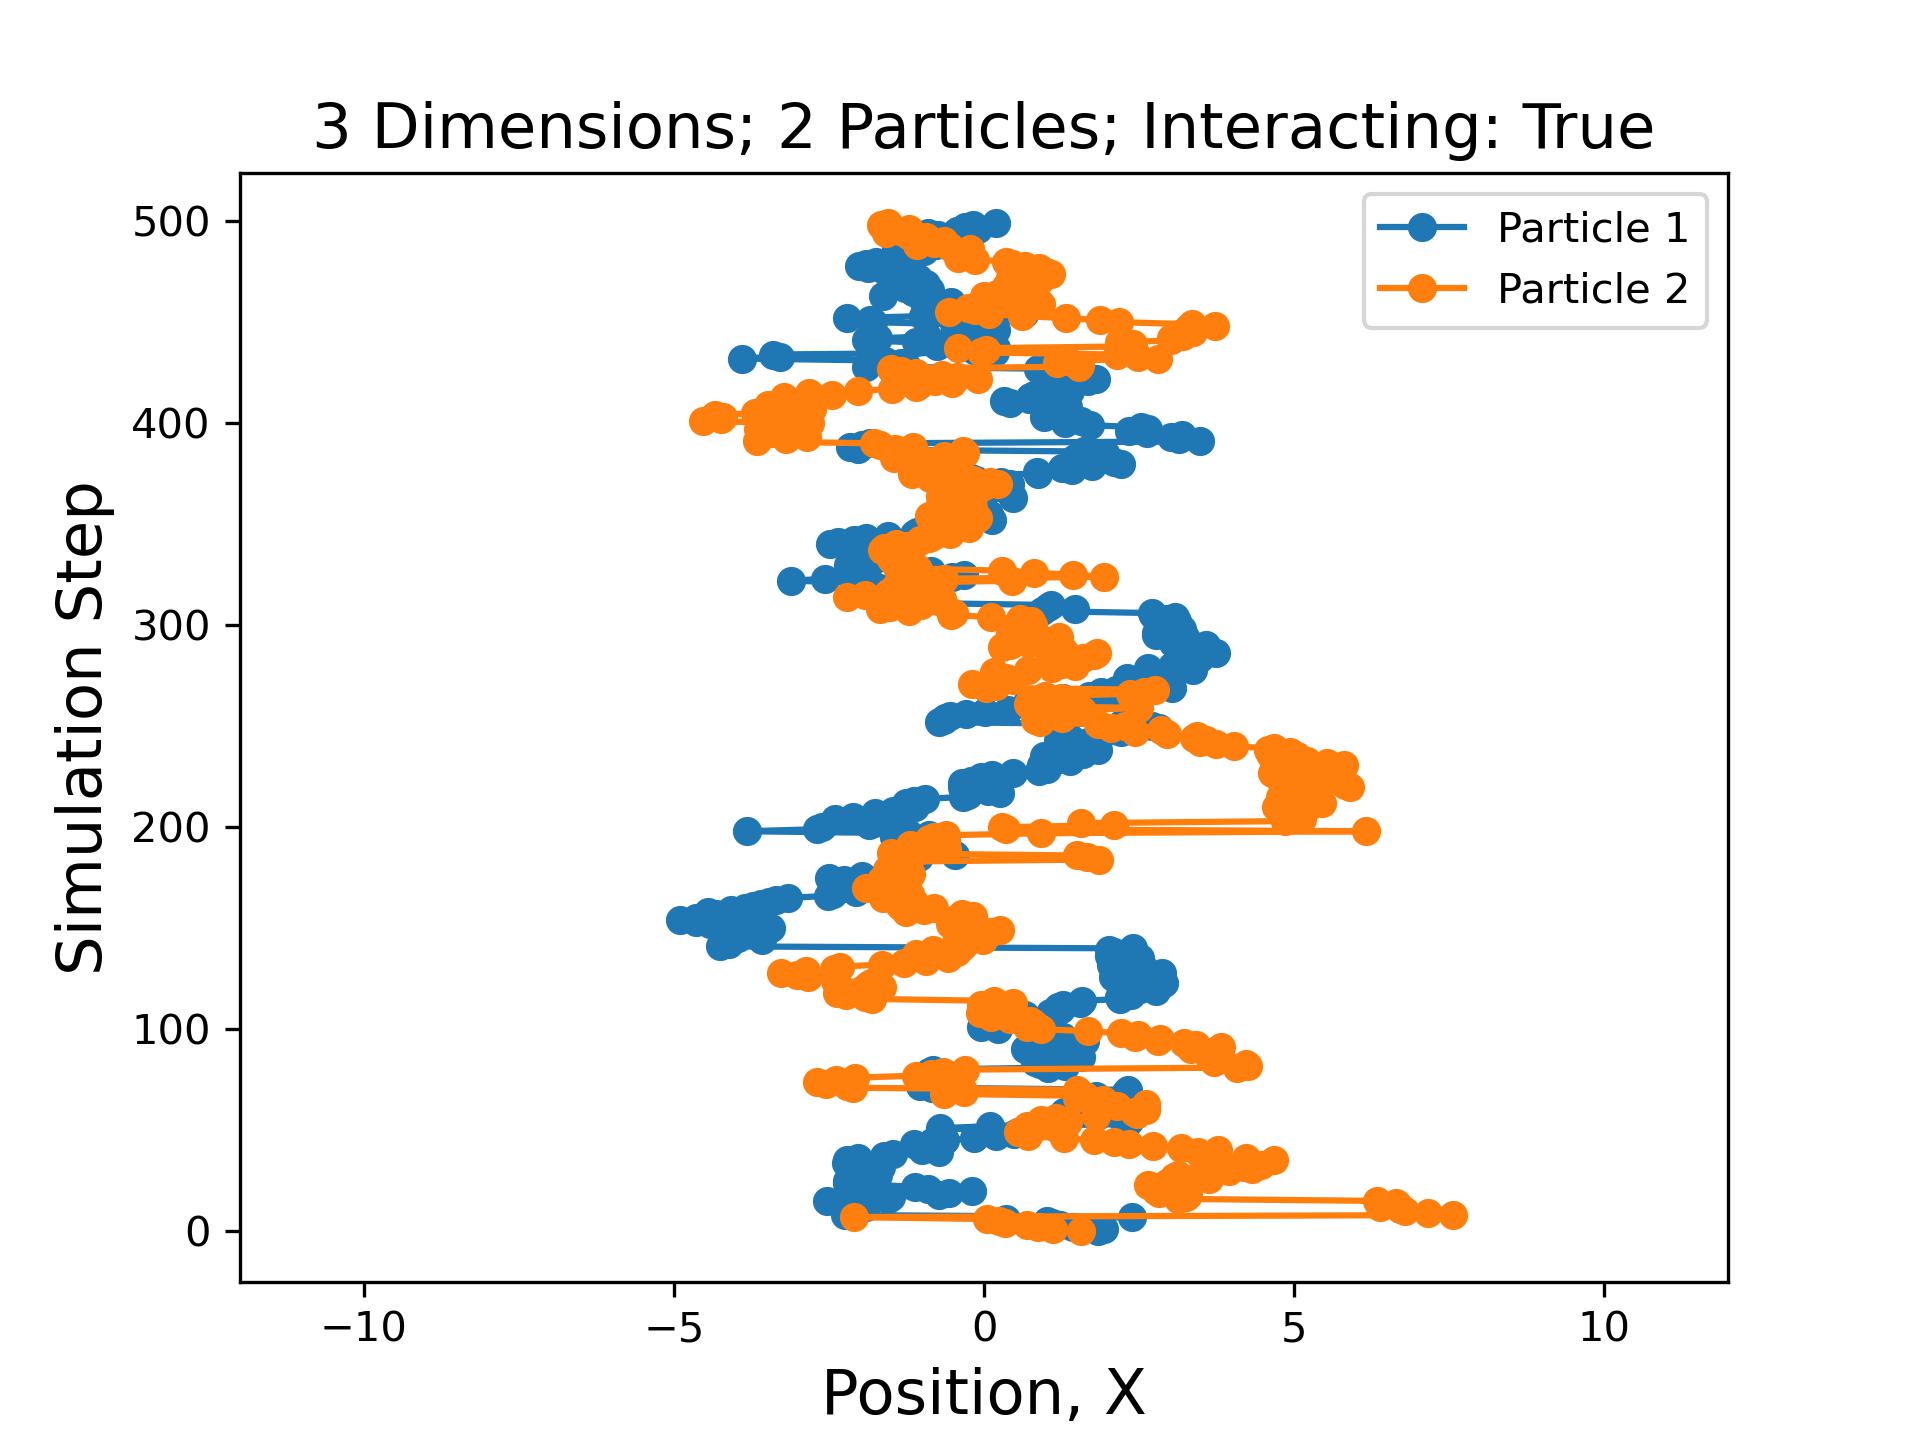 3 Dimensions; 2 Particles; Interacting: True
Particle 1
Particle 2
Simulation Step
500
400
300
200
100
0
−10
−5
0
5
10
Position, X